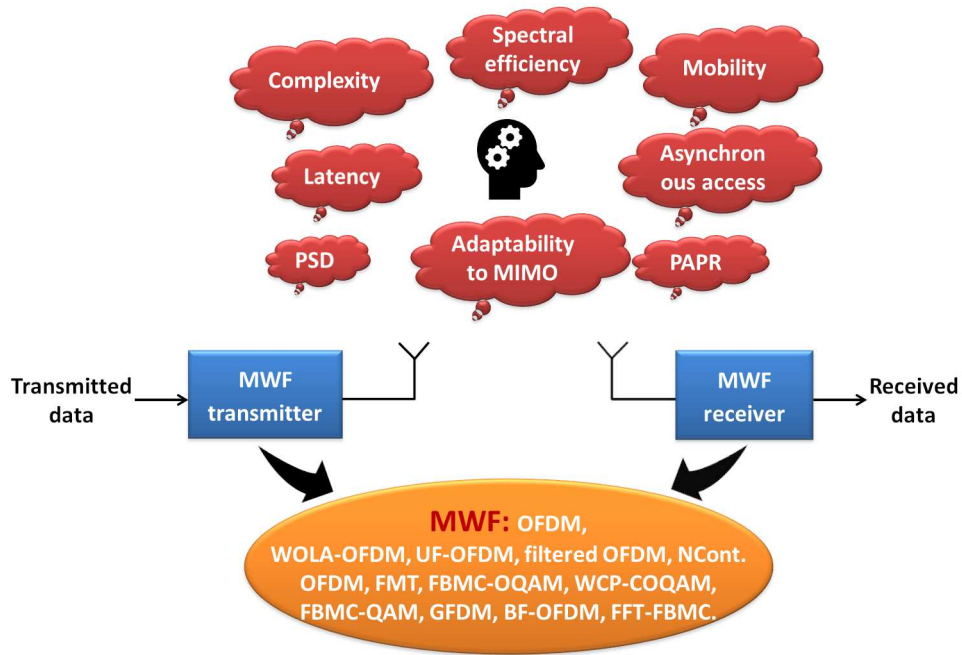 Spectral
efficiency
Complexity
Mobility
Latency
Asynchron
ous access
PSD
Adaptability
to MIMO
PAPR
Transmitted
data
MWF
transmitter
MWF
receiver
Received
data
MWF: OFDM,
WOLA-OFDM, UF-OFDM, filtered OFDM, NCont.
OFDM, FMT, FBMC-OQAM, WCP-COQAM,
FBMC-QAM, GFDM, BF-OFDM, FFT-FBMC.